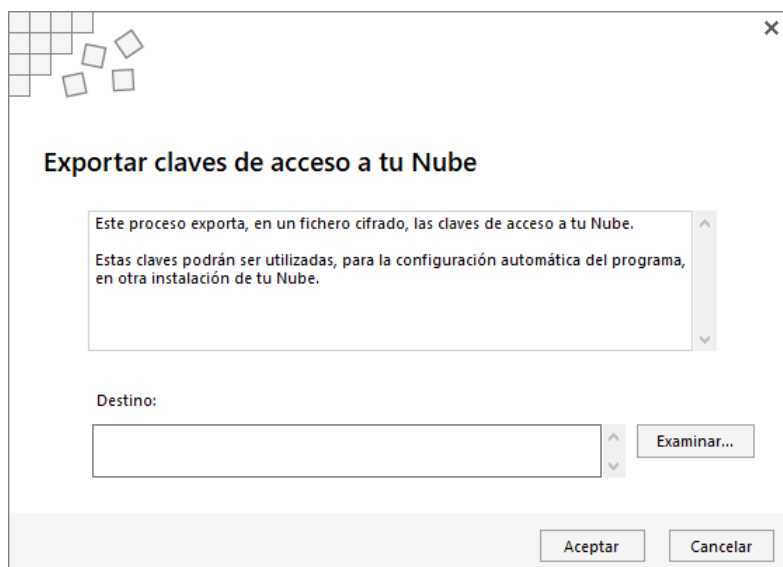 Exportar claves de acceso a tu Nube
Este proceso exporta, en un fichero cifrado, las claves de acceso a tu Nube.
Estas claves podrán ser utilizadas, para la configuración automática del programa,
en otra instalación de tu Nube.
Destino:
Examinar...
Aceptar
Cancelar